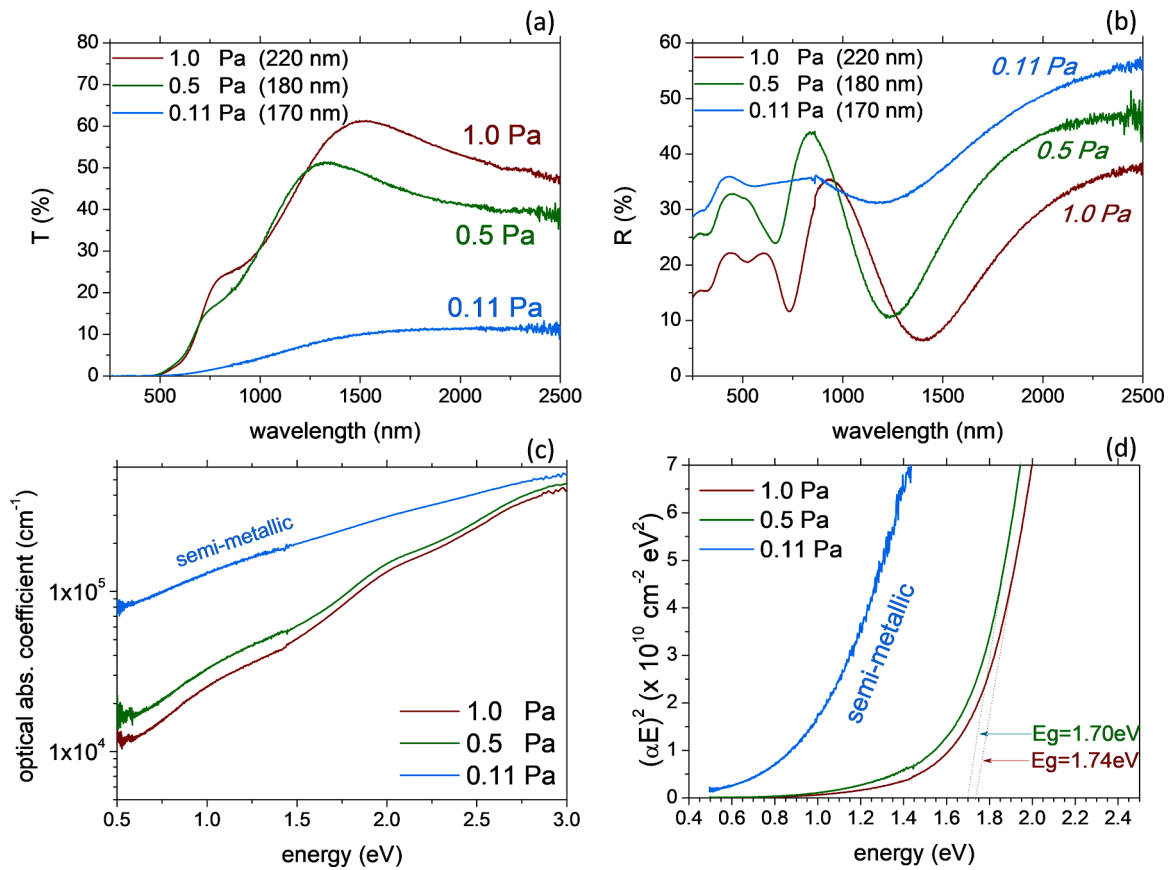 (a)
80
70
60
50
40
30
20
10
0
T (%)
1.0 Pa (220 nm)
0.5 Pa (180 nm)
0.11 Pa (170 nm)
1.0 Pa
0.5 Pa
0.11 Pa
500 1000 1500 2000 2500
wavelength (nm)
(b)
60
50
40
30
20
10
0
R (%)
1.0 Pa (220 nm)
0.5 Pa (180 nm)
0.11 Pa (170 nm)
0.11 Pa
0.5 Pa
1.0 Pa
500 1000 1500 2000 2500
wavelength (nm)
(c)
optical abs. coefficient (cm-1)
1x10⁵
1x10⁴
semi-metallic
1.0 Pa
0.5 Pa
0.11 Pa
0.5 1.0 1.5 2.0 2.5 3.0
energy (eV)
(d)
7
6
5
4
3
2
1
0
(αE)² (x 10¹⁰ cm⁻² eV²)
1.0 Pa
0.5 Pa
0.11 Pa
semi-metallic
Eg=1.70eV
Eg=1.74eV
0.4 0.6 0.8 1.0 1.2 1.4 1.6 1.8 2.0 2.2 2.4
energy (eV)